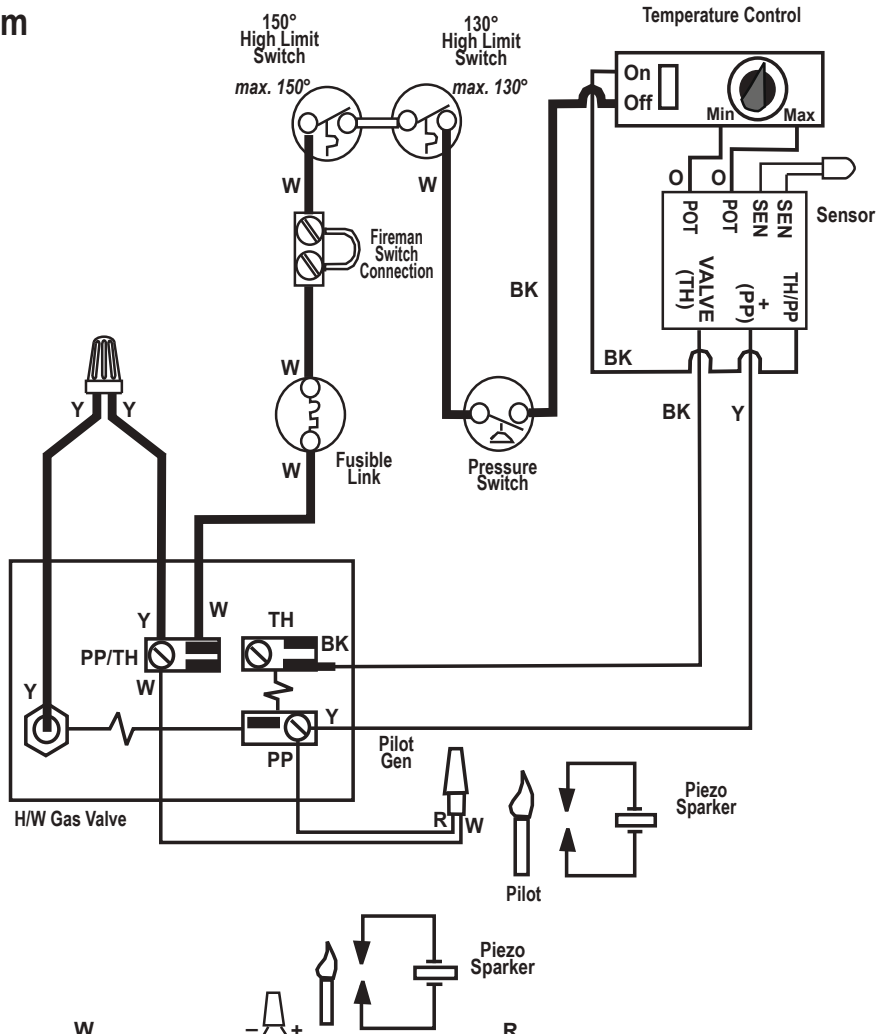 m
150°
High Limit
Switch
max. 150°
130°
High Limit
Switch
max. 130°
Temperature Control
On
Off
Min
Max
O
O
POT
POT
SEN
SEN
Sensor
VALVE
(TH)
+
(PP)
TH/PP
W
W
Fireman
Switch
Connection
BK
BK
BK
Y
W
Fusible
Link
W
Pressure
Switch
Y
Y
Y
W
TH
BK
PP/TH
W
Y
Y
PP
Pilot
Gen
R
W
H/W Gas Valve
Piezo
Sparker
Pilot
Piezo
Sparker
W
–
+
R